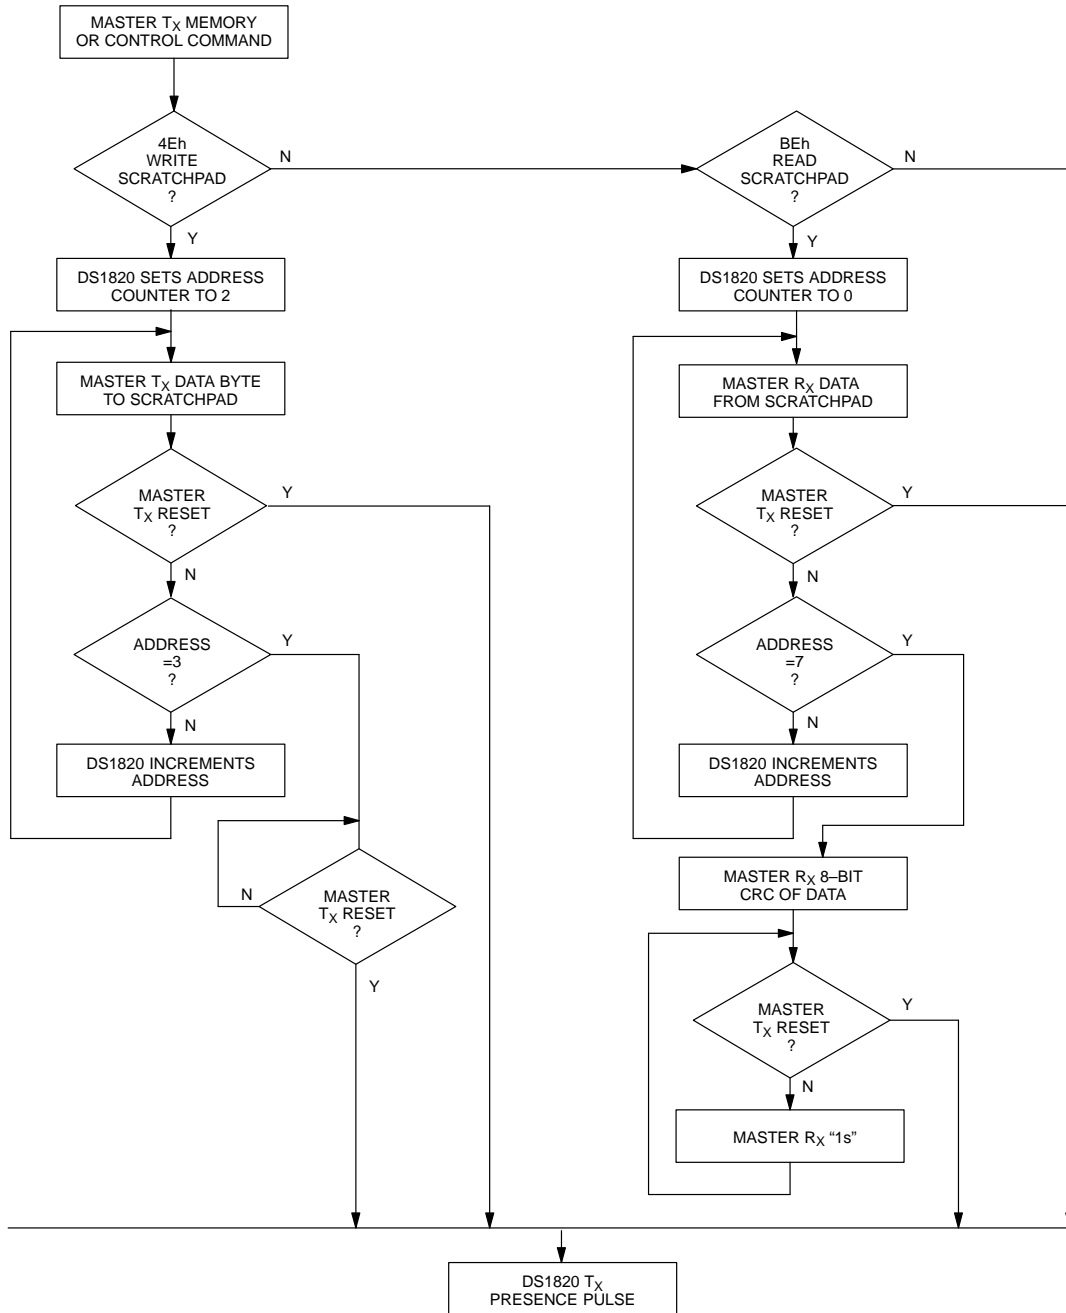 MASTER TX MEMORY
OR CONTROL COMMAND
4Eh
WRITE
SCRATCHPAD
?
N
Y
DS1820 SETS ADDRESS
COUNTER TO 2
MASTER TX DATA BYTE
TO SCRATCHPAD
MASTER
TX RESET
?
Y
N
ADDRESS
=3
?
Y
N
DS1820 INCREMENTS
ADDRESS
MASTER
TX RESET
?
N
Y
BEh
READ
SCRATCHPAD
?
N
Y
DS1820 SETS ADDRESS
COUNTER TO 0
MASTER RX DATA
FROM SCRATCHPAD
MASTER
TX RESET
?
Y
N
ADDRESS
=7
?
Y
N
DS1820 INCREMENTS
ADDRESS
MASTER RX 8–BIT
CRC OF DATA
MASTER
TX RESET
?
Y
N
MASTER RX “1s”
DS1820 TX
PRESENCE PULSE